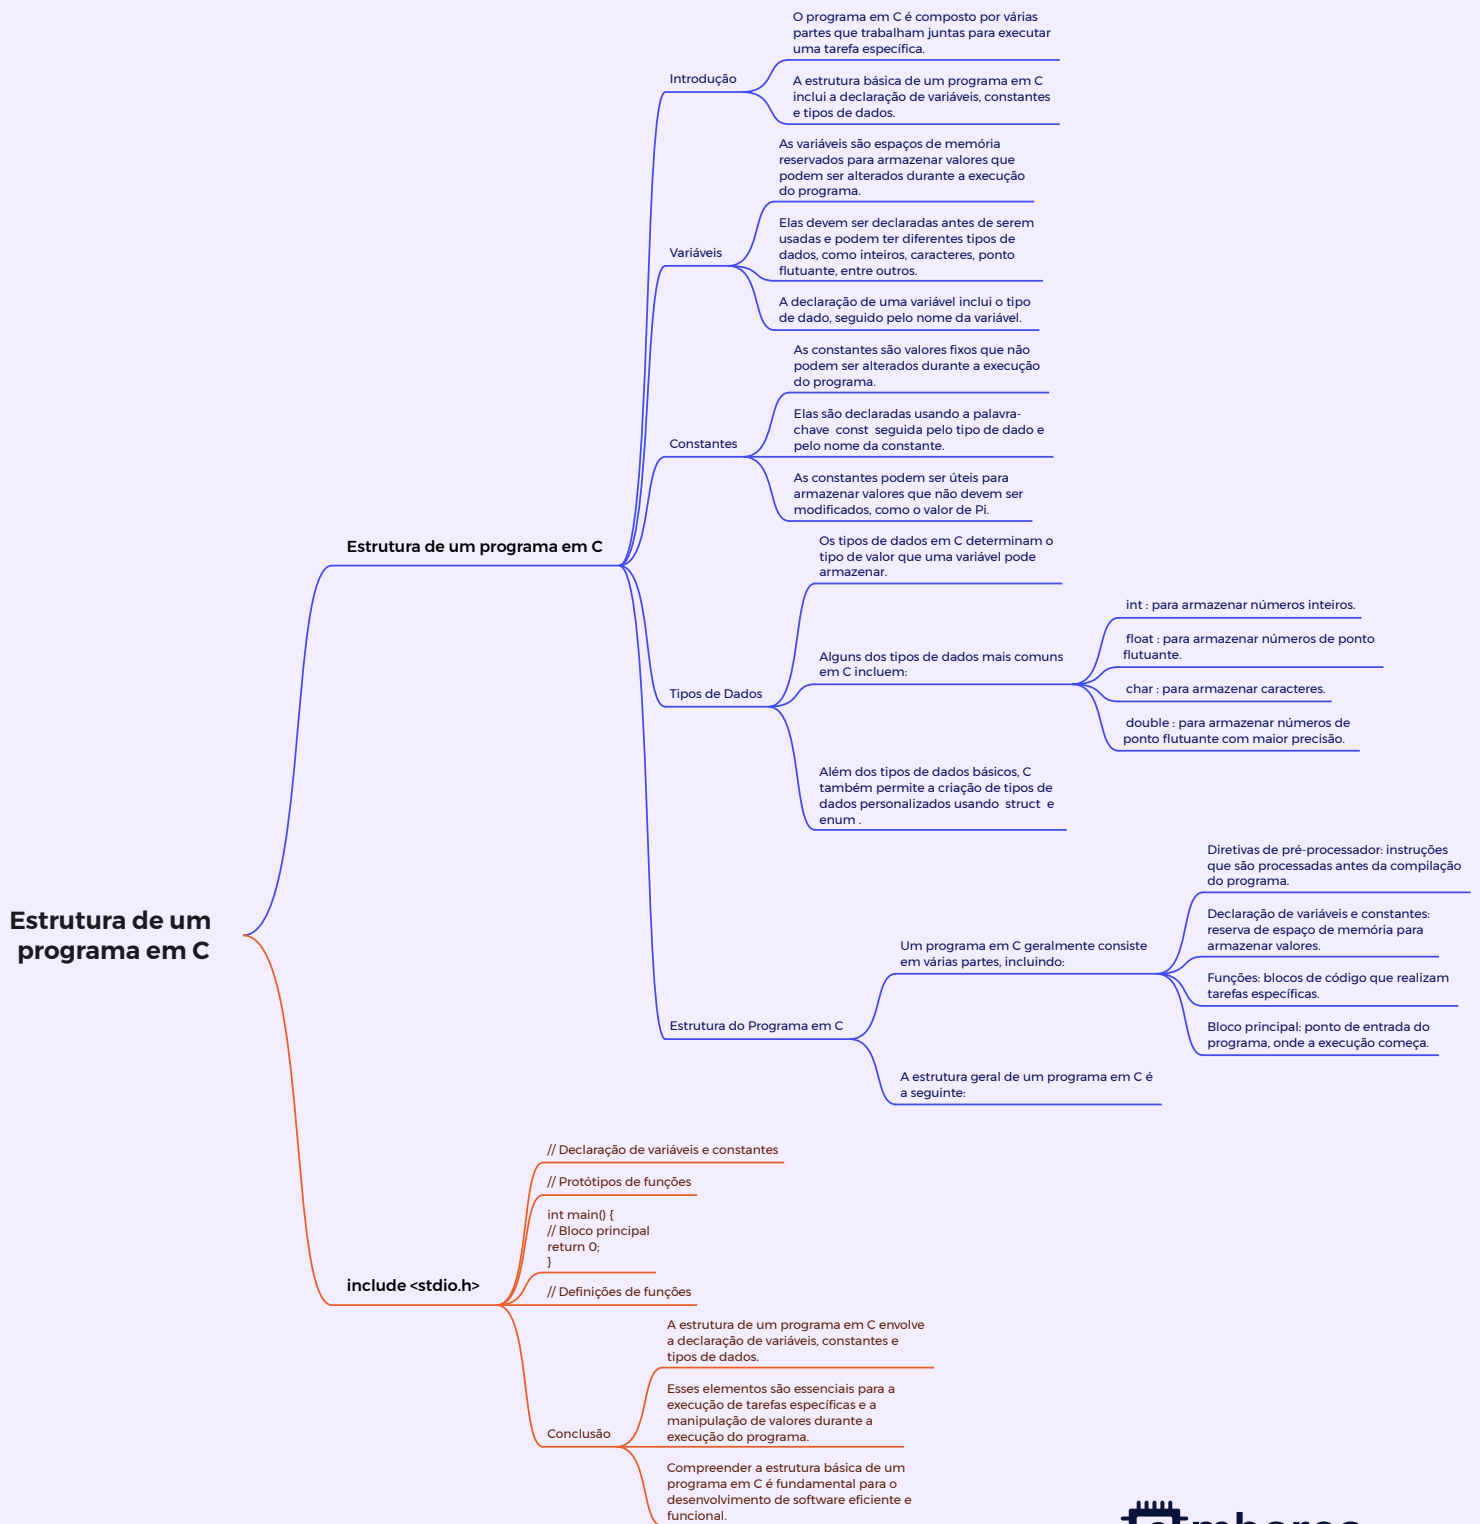 Estrutura de um
programa em C
Estrutura de um programa em C
Introdução
O programa em C é composto por várias
partes que trabalham juntas para executar
uma tarefa específica.
A estrutura básica de um programa em C
inclui a declaração de variáveis, constantes
e tipos de dados.
Variáveis
As variáveis são espaços de memória
reservados para armazenar valores que
podem ser alterados durante a execução
do programa.
Elas devem ser declaradas antes de serem
usadas e podem ter diferentes tipos de
dados, como inteiros, caracteres, ponto
flutuante, entre outros.
A declaração de uma variável inclui o tipo
de dado, seguido pelo nome da variável.
Constantes
As constantes são valores fixos que não
podem ser alterados durante a execução
do programa.
Elas são declaradas usando a palavra-
chave const seguida pelo tipo de dado e
pelo nome da constante.
As constantes podem ser úteis para
armazenar valores que não devem ser
modificados, como o valor de Pi.
Tipos de Dados
Os tipos de dados em C determinam o
tipo de valor que uma variável pode
armazenar.
Alguns dos tipos de dados mais comuns
em C incluem:
int : para armazenar números inteiros.
float : para armazenar números de ponto
flutuante.
char : para armazenar caracteres.
double : para armazenar números de
ponto flutuante com maior precisão.
Além dos tipos de dados básicos, C
também permite a criação de tipos de
dados personalizados usando struct e
enum .
Estrutura do Programa em C
Um programa em C geralmente consiste
em várias partes, incluindo:
Diretivas de pré-processador: instruções
que são processadas antes da compilação
do programa.
Declaração de variáveis e constantes:
reserva de espaço de memória para
armazenar valores.
Funções: blocos de código que realizam
tarefas específicas.
Bloco principal: ponto de entrada do
programa, onde a execução começa.
A estrutura geral de um programa em C é
a seguinte:
include <stdio.h>
// Declaração de variáveis e constantes
// Protótipos de funções
int main() {
// Bloco principal
return 0;
}
// Definições de funções
Conclusão
A estrutura de um programa em C envolve
a declaração de variáveis, constantes e
tipos de dados.
Esses elementos são essenciais para a
execução de tarefas específicas e a
manipulação de valores durante a
execução do programa.
Compreender a estrutura básica de um
programa em C é fundamental para o
desenvolvimento de software eficiente e
funcional.